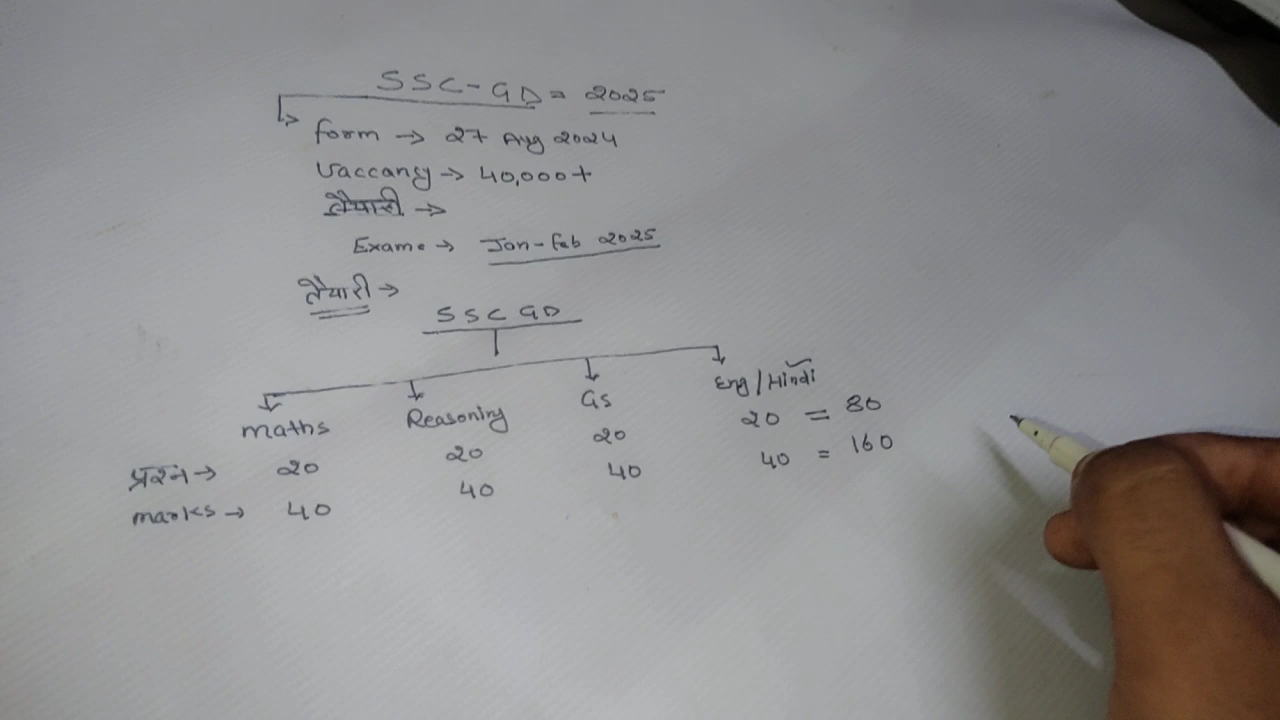 SSC-GD = 2025
form → 27 Aug 2024
Vaccancy → 40,000+
तैयारी →
Exame → Jan-feb 2025
तैयारी →
SSC GD
maths Reasoning GS Eng/Hindi
प्रश्न → 20 20 20 20 = 80
marks → 40 40 40 40 = 160